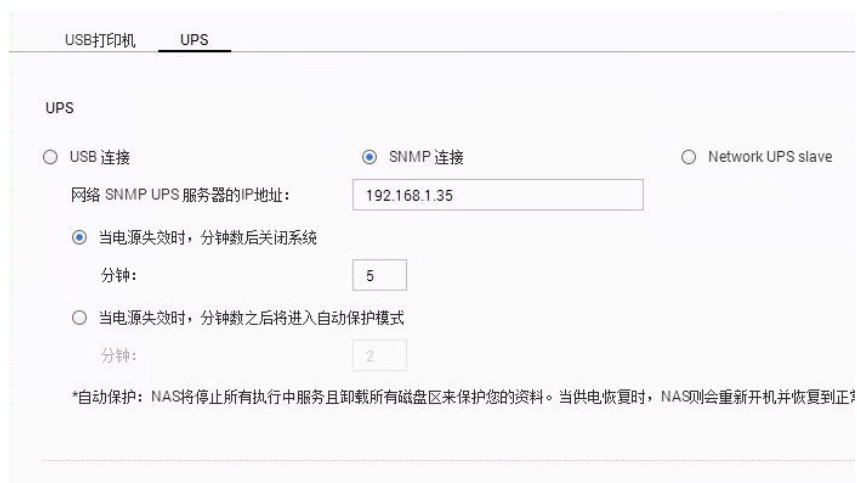 USB打印机 UPS
UPS
USB 连接 SNMP 连接 Network UPS slave
网络 SNMP UPS 服务器的IP地址: 192.168.1.35
当电源失效时，分钟数后关闭系统
分钟: 5
当电源失效时，分钟数之后将进入自动保护模式
分钟: 2
*自动保护：NAS将停止所有执行中服务且卸载所有磁盘区来保护您的资料。当供电恢复时，NAS则会重新开机并恢复到正常